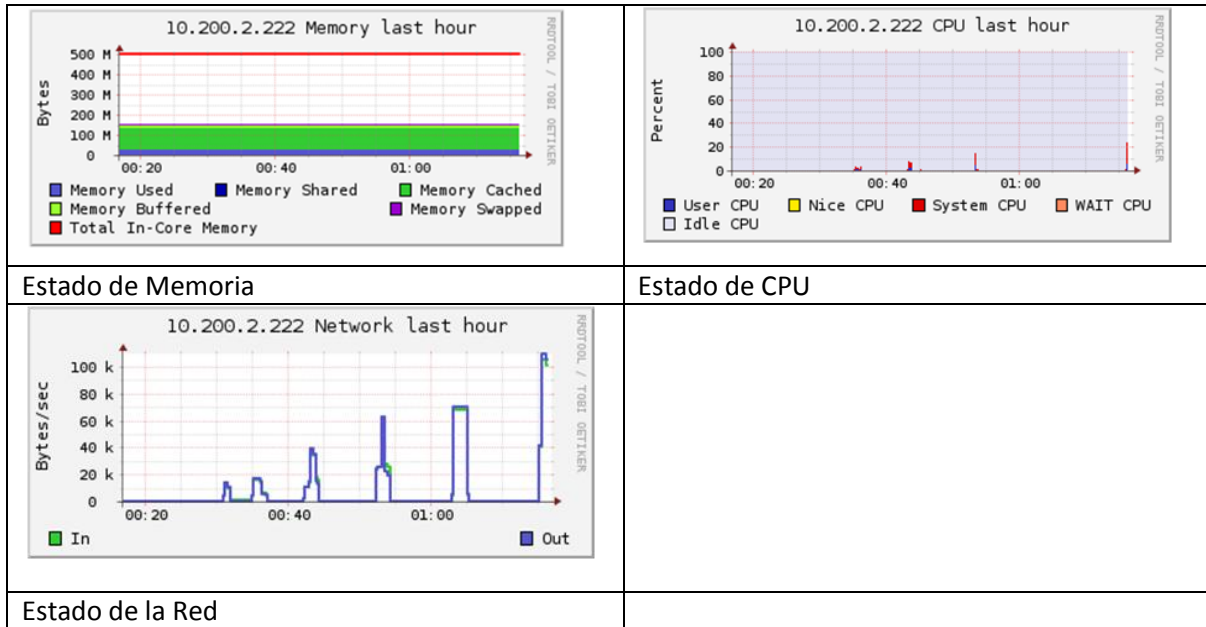 10.200.2.222 Memory last hour
RRDTOOL / TOBI OETIKER
Bytes
500 M
400 M
300 M
200 M
100 M
0
00:20 00:40 01:00
Memory Used Memory Shared Memory Cached
Memory Buffered Memory Swapped
Total In-Core Memory
10.200.2.222 CPU last hour
RRDTOOL / TOBI OETIKER
Percent
100
80
60
40
20
0
00:20 00:40 01:00
User CPU Nice CPU System CPU WAIT CPU
Idle CPU
Estado de Memoria
Estado de CPU
10.200.2.222 Network last hour
RRDTOOL / TOBI OETIKER
Bytes/sec
100 k
80 k
60 k
40 k
20 k
0
00:20 00:40 01:00
In Out
Estado de la Red